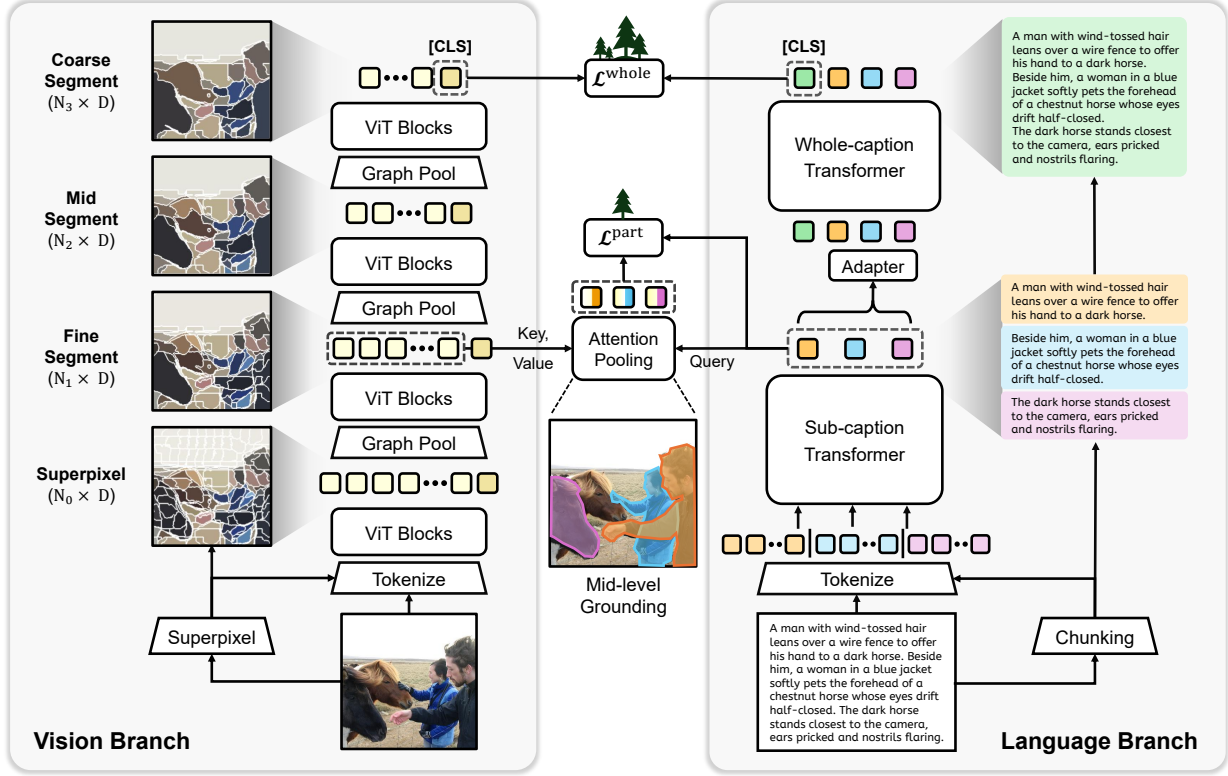 Coarse
Segment
(N₃ × D)
Mid
Segment
(N₂ × D)
Fine
Segment
(N₁ × D)
Superpixel
(N₀ × D)
[CLS]
ViT Blocks
Graph Pool
ViT Blocks
Graph Pool
ViT Blocks
Graph Pool
ViT Blocks
Tokenize
Superpixel
Vision Branch
ℒ^whole
ℒ^part
Key,
Value
Attention
Pooling
Query
Mid-level
Grounding
[CLS]
Whole-caption
Transformer
Adapter
Sub-caption
Transformer
Tokenize
Chunking
A man with wind-tossed hair
leans over a wire fence to offer
his hand to a dark horse.
Beside him, a woman in a blue
jacket softly pets the forehead
of a chestnut horse whose eyes
drift half-closed.
The dark horse stands closest
to the camera, ears pricked
and nostrils flaring.
A man with wind-tossed hair
leans over a wire fence to offer
his hand to a dark horse.
Beside him, a woman in a blue
jacket softly pets the forehead
of a chestnut horse whose eyes
drift half-closed.
The dark horse stands closest
to the camera, ears pricked
and nostrils flaring.
A man with wind-tossed hair
leans over a wire fence to offer
his hand to a dark horse. Beside
him, a woman in a blue jacket
softly pets the forehead of a
chestnut horse whose eyes drift
half-closed. The dark horse
stands closest to the camera,
ears pricked and nostrils flaring.
Language Branch